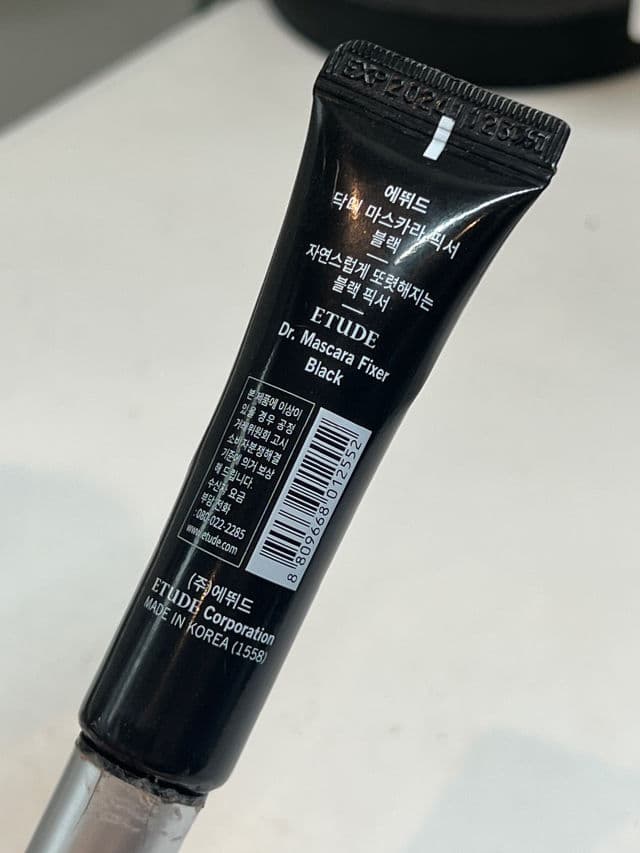 EXP 2024
에뛰드
닥터 마스카라 픽서
블랙
자연스럽게 또렷해지는
블랙 픽서
ETUDE
Dr. Mascara Fixer
Black
본 제품에 이상이
있을 경우 공정
거래위원회 고시
소비자분쟁해결
기준에 의거 보상
해 드립니다.
수신자 요금
부담 전화
:080-022-2285
www.etude.com
8 809668 012552
(주)에뛰드
ETUDE Corporation
MADE IN KOREA (1558)